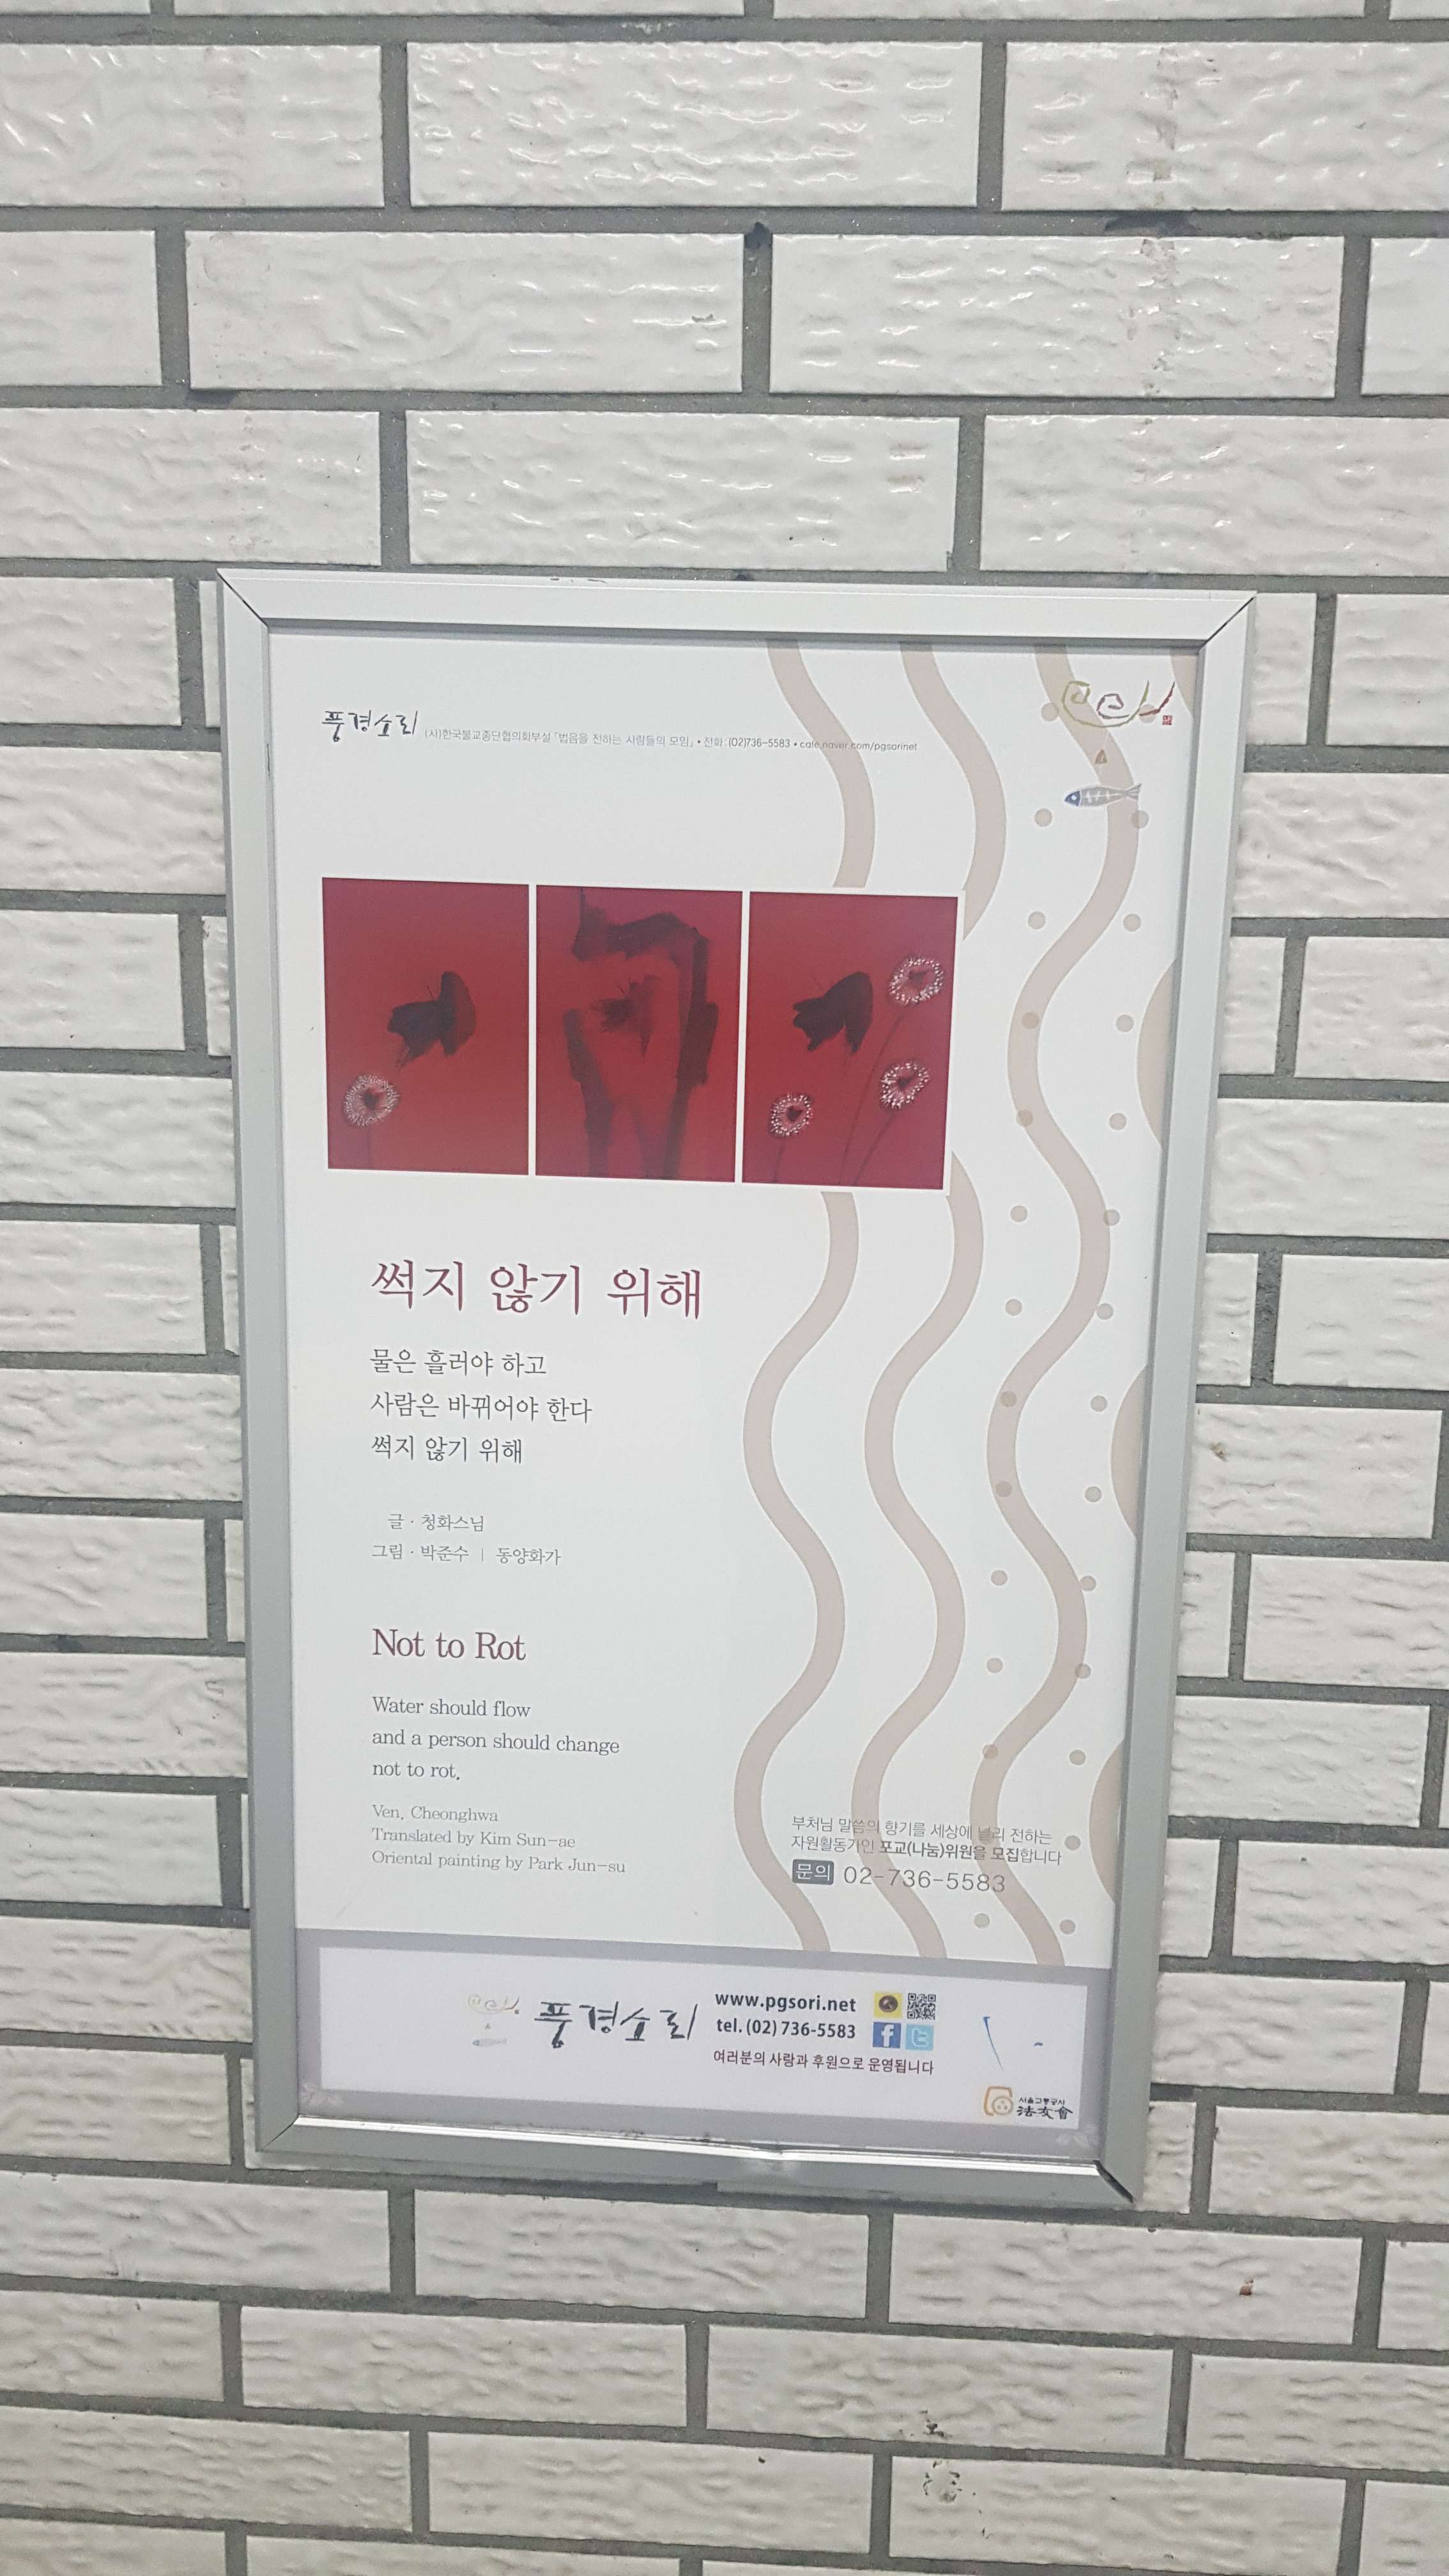 풍경소리 (사)한국불교종단협의회부설 「법음을 전하는 사람들의 모임」 • 전화: (02)736-5583 • cafe.naver.com/pgsorinet
썩지 않기 위해
물은 흘러야 하고
사람은 바뀌어야 한다
썩지 않기 위해
글 · 청화스님
그림 · 박준수 | 동양화가
Not to Rot
Water should flow
and a person should change
not to rot.
Ven. Cheonghwa
Translated by Kim Sun-ae
Oriental painting by Park Jun-su
부처님 말씀의 향기를 세상에 널리 전하는
자원활동가인 포교(나눔)위원을 모집합니다
문의 02-736-5583
풍경소리
www.pgsori.net
tel. (02) 736-5583
여러분의 사랑과 후원으로 운영됩니다
서울교통공사
法友會